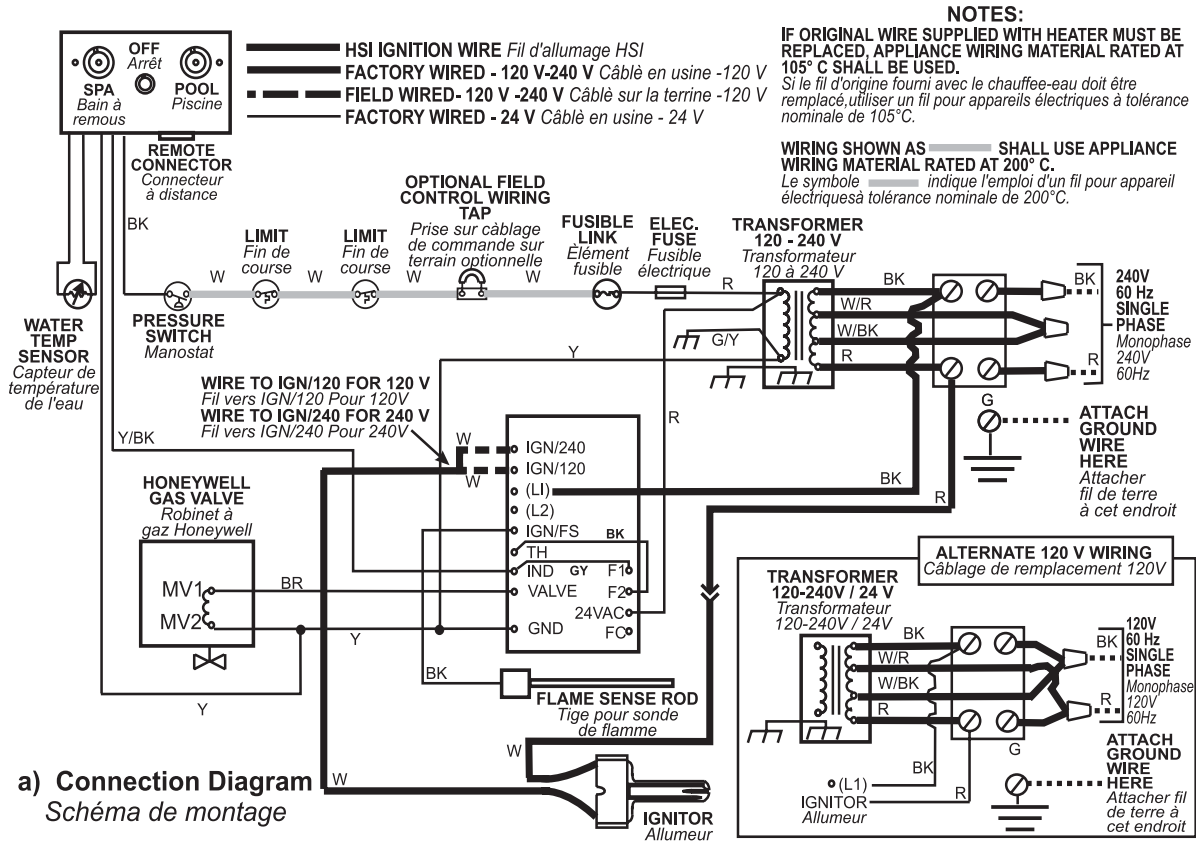 OFF
Arrêt
SPA
Bain à
remous
POOL
Piscine
REMOTE
CONNECTOR
Connecteur
à distance
HSI IGNITION WIRE Fil d'allumage HSI
FACTORY WIRED - 120 V-240 V Câblè en usine -120 V
FIELD WIRED- 120 V -240 V Câblè sur la terrine -120 V
FACTORY WIRED - 24 V Câblè en usine - 24 V
NOTES:
IF ORIGINAL WIRE SUPPLIED WITH HEATER MUST BE
REPLACED, APPLIANCE WIRING MATERIAL RATED AT
105° C SHALL BE USED.
Si le fil d'origine fourni avec le chauffe-eau doit être
remplacé,utiliser un fil pour appareils électriques à tolérance
nominale de 105°C.
WIRING SHOWN AS SHALL USE APPLIANCE
WIRING MATERIAL RATED AT 200° C.
Le symbole indique l'emploi d'un fil pour appareil
électriquesà tolérance nominale de 200°C.
BK
WATER
TEMP
SENSOR
Capteur de
température
de l'eau
PRESSURE
SWITCH
Manostat
W
LIMIT
Fin de
course
W
LIMIT
Fin de
course
W
OPTIONAL FIELD
CONTROL WIRING
TAP
Prise sur càblage
de commande sur
terrain optionnelle
W
FUSIBLE
LINK
Èlément
fusible
ELEC.
FUSE
Fusible
électrique
R
TRANSFORMER
120 - 240 V
Transformateur
120 à 240 V
BK
W/R
W/BK
R
G/Y
Y
R
BK
R
240V
60 Hz
SINGLE
PHASE
Monophase
240V
60Hz
G
ATTACH
GROUND
WIRE
HERE
Attacher
fil de terre
à cet endroit
BK
R
WIRE TO IGN/120 FOR 120 V
Fil vers IGN/120 Pour 120V
WIRE TO IGN/240 FOR 240 V
Fil vers IGN/240 Pour 240V
W
W
Y/BK
IGN/240
IGN/120
(LI)
(L2)
IGN/FS BK
TH
IND GY F1
VALVE F2
24VAC
GND FC
HONEYWELL
GAS VALVE
Robinet à
gaz Honeywell
MV1
MV2
BR
Y
Y
BK
FLAME SENSE ROD
Tige pour sonde
de flamme
W
W
IGNITOR
Allumeur
a) Connection Diagram
Schéma de montage
ALTERNATE 120 V WIRING
Câblage de remplacement 120V
TRANSFORMER
120-240V / 24 V
Transformateur
120-240V / 24V
BK
W/R
W/BK
R
BK
R
120V
60 Hz
SINGLE
PHASE
Monophase
120V
60Hz
G
BK
(L1)
IGNITOR
Allumeur
R
ATTACH
GROUND
WIRE
HERE
Attacher fil
de terre à
cet endroit